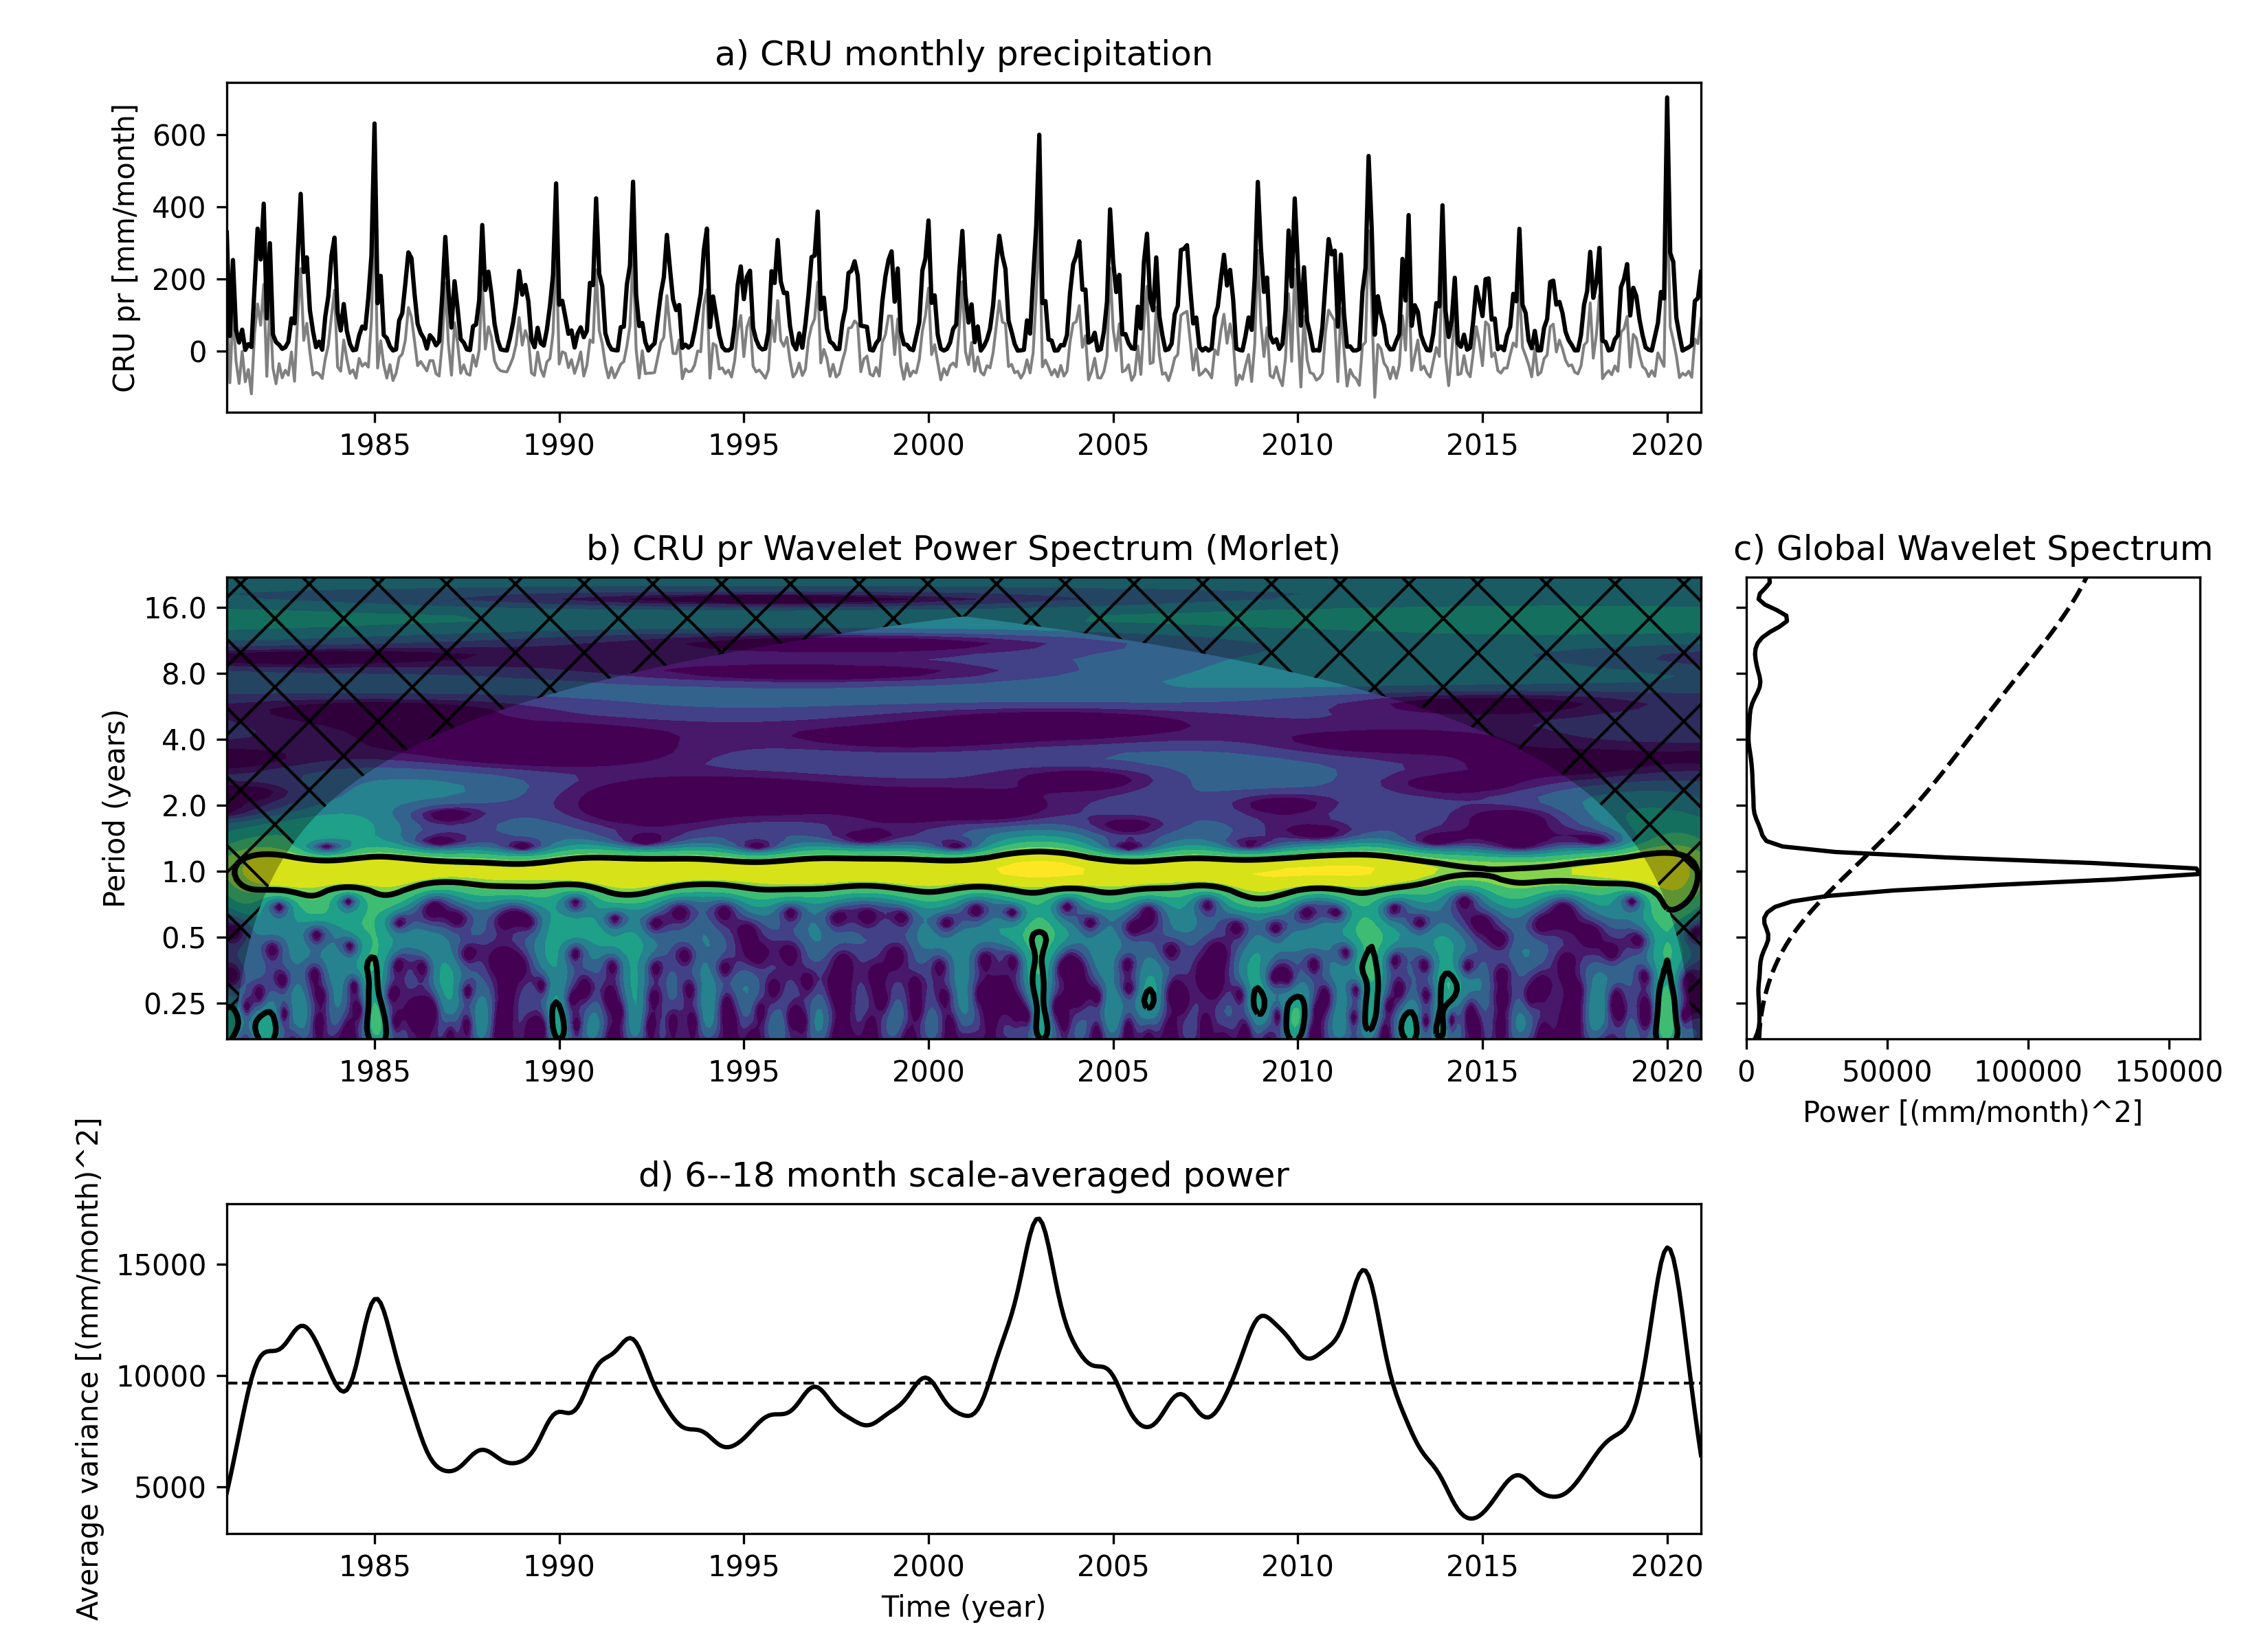 a) CRU monthly precipitation
CRU pr [mm/month]
600
400
200
0
1985 1990 1995 2000 2005 2010 2015 2020
b) CRU pr Wavelet Power Spectrum (Morlet)
Period (years)
16.0
8.0
4.0
2.0
1.0
0.5
0.25
1985 1990 1995 2000 2005 2010 2015 2020
c) Global Wavelet Spectrum
0 50000 100000 150000
Power [(mm/month)^2]
d) 6--18 month scale-averaged power
Average variance [(mm/month)^2]
15000
10000
5000
1985 1990 1995 2000 2005 2010 2015 2020
Time (year)